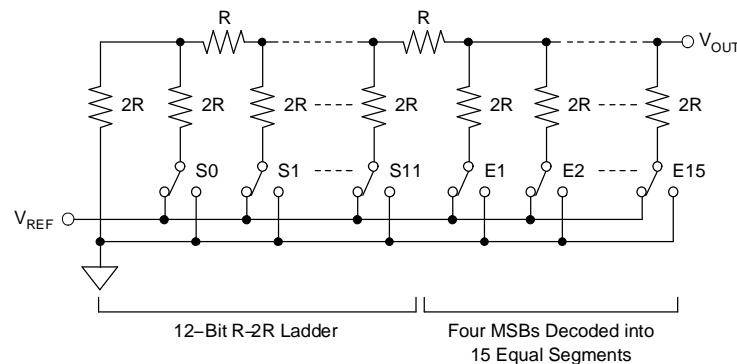 R R
V_OUT
2R 2R 2R 2R 2R 2R 2R
S0 S1 S11 E1 E2 E15
V_REF
12–Bit R–2R Ladder Four MSBs Decoded into
15 Equal Segments